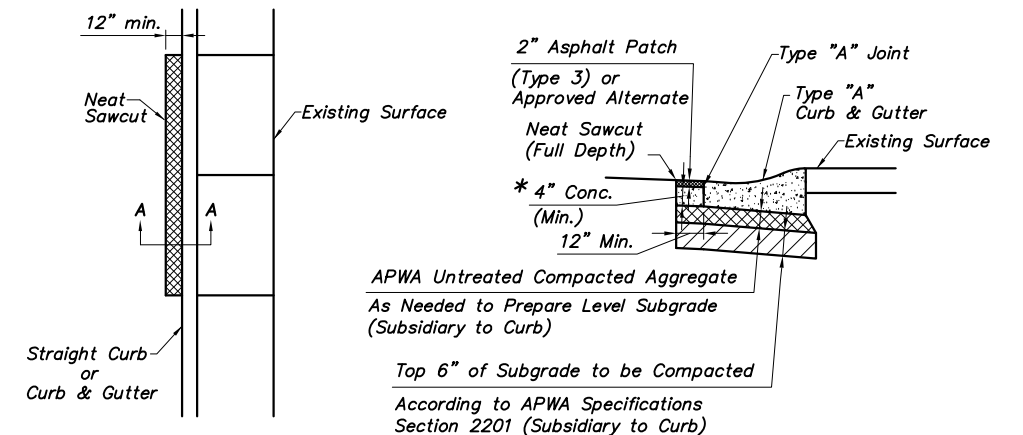 12" min.
Neat
Sawcut
Existing Surface
A
A
Straight Curb
or
Curb & Gutter
2" Asphalt Patch
(Type 3) or
Approved Alternate
Neat Sawcut
(Full Depth)
* 4" Conc.
(Min.)
12" Min.
Type "A" Joint
Type "A"
Curb & Gutter
Existing Surface
APWA Untreated Compacted Aggregate
As Needed to Prepare Level Subgrade
(Subsidiary to Curb)
Top 6" of Subgrade to be Compacted
According to APWA Specifications
Section 2201 (Subsidiary to Curb)